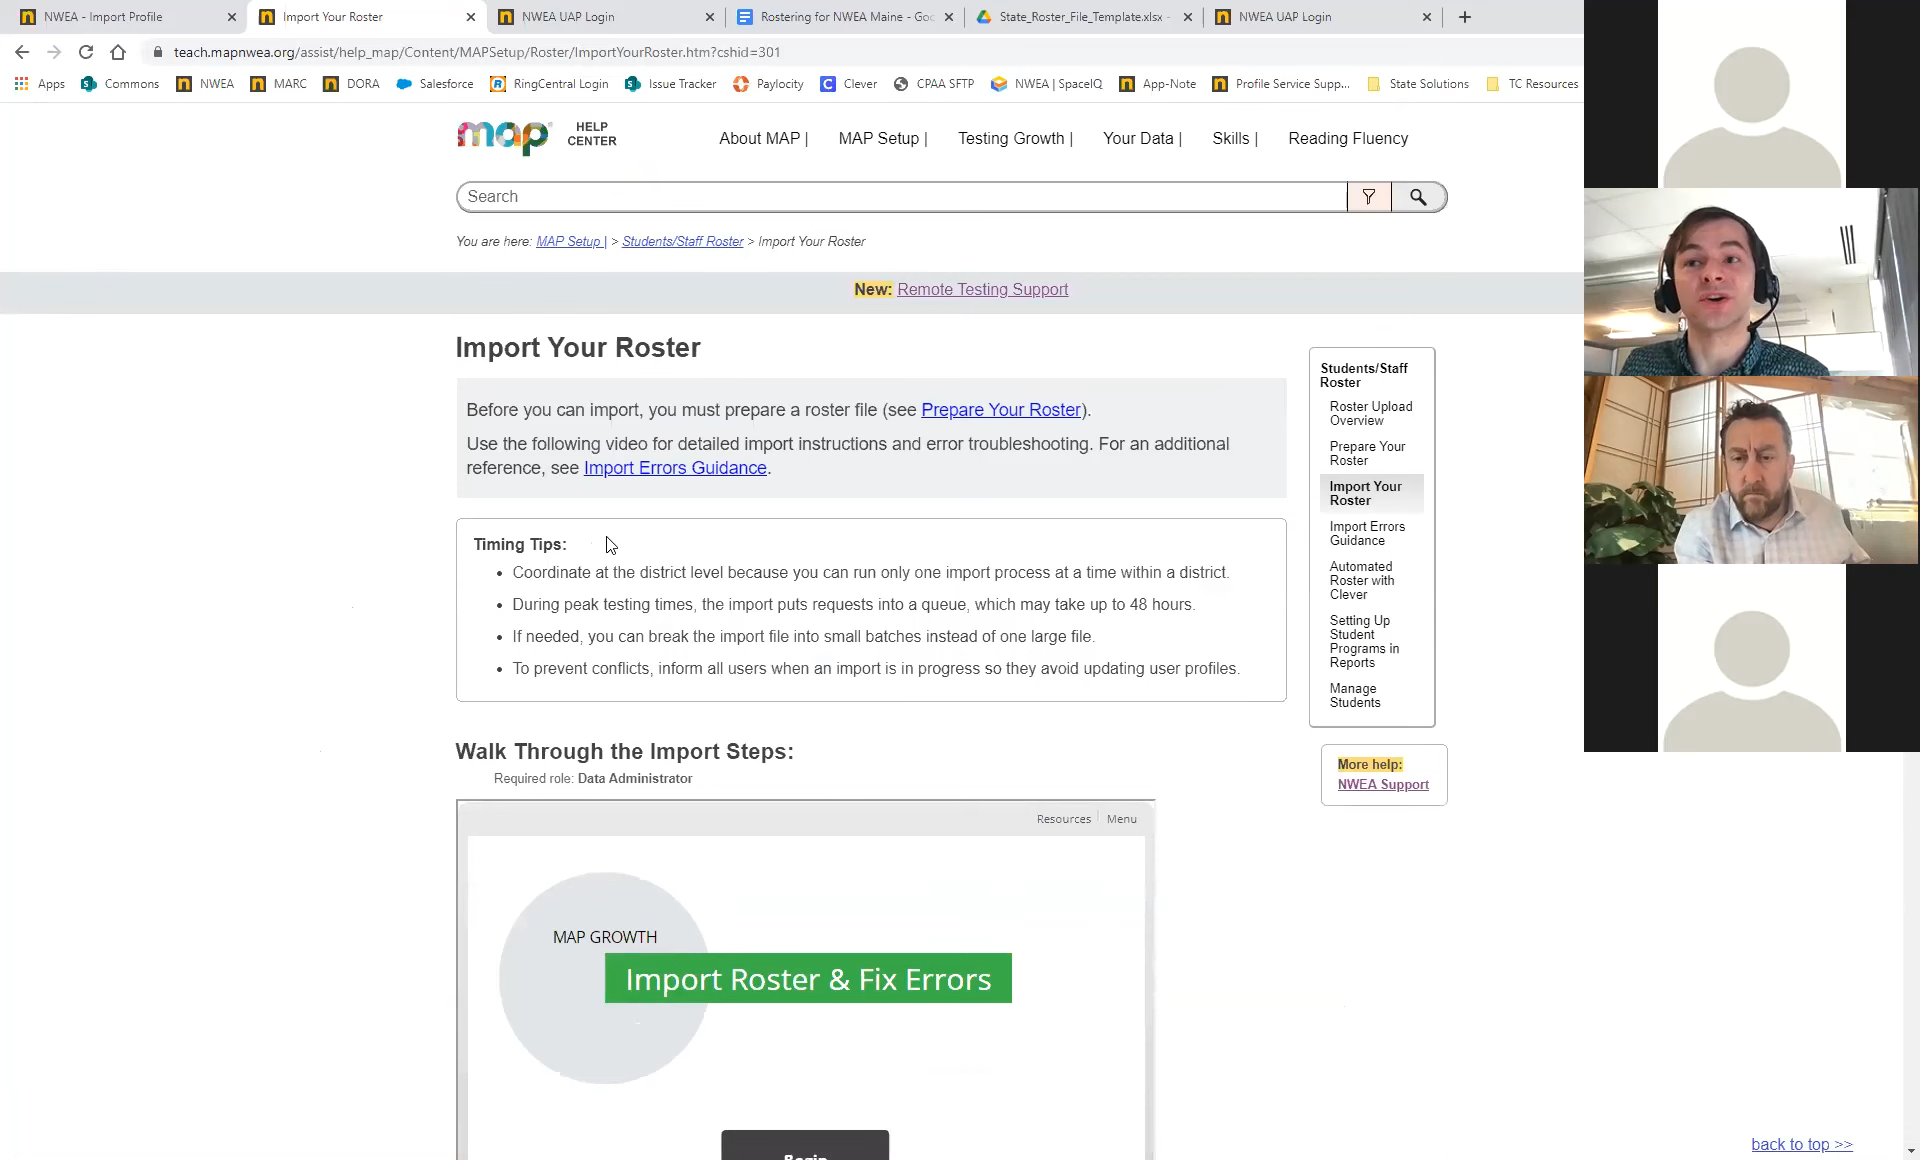 NWEA - Import Profile
Import Your Roster
NWEA UAP Login
Rostering for NWEA Maine - Goo
State_Roster_File_Template.xlsx -
NWEA UAP Login
teach.mapnwea.org/assist/help_map/Content/MAPSetup/Roster/ImportYourRoster.htm?cshid=301
Apps
Commons
NWEA
MARC
DORA
Salesforce
RingCentral Login
Issue Tracker
Paylocity
Clever
CPAA SFTP
NWEA | SpaceIQ
App-Note
Profile Service Supp...
State Solutions
TC Resources
map HELP CENTER
About MAP |
MAP Setup |
Testing Growth |
Your Data |
Skills |
Reading Fluency
Search
You are here: MAP Setup | > Students/Staff Roster > Import Your Roster
New: Remote Testing Support
Import Your Roster
Before you can import, you must prepare a roster file (see Prepare Your Roster).
Use the following video for detailed import instructions and error troubleshooting. For an additional
reference, see Import Errors Guidance.
Timing Tips:
• Coordinate at the district level because you can run only one import process at a time within a district.
• During peak testing times, the import puts requests into a queue, which may take up to 48 hours.
• If needed, you can break the import file into small batches instead of one large file.
• To prevent conflicts, inform all users when an import is in progress so they avoid updating user profiles.
Walk Through the Import Steps:
Required role: Data Administrator
Resources
Menu
MAP GROWTH
Import Roster & Fix Errors
Begin
Students/Staff
Roster
Roster Upload
Overview
Prepare Your
Roster
Import Your
Roster
Import Errors
Guidance
Automated
Roster with
Clever
Setting Up
Student
Programs in
Reports
Manage
Students
More help:
NWEA Support
back to top >>